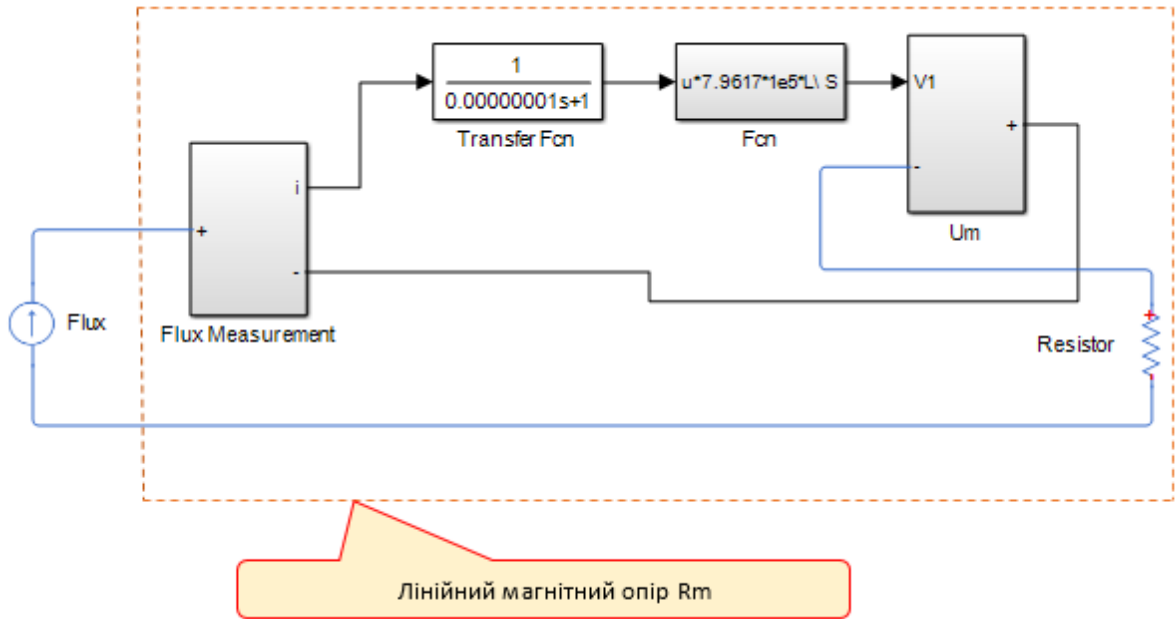 1
0.00000001s+1
Transfer Fcn
u*7.9617*1e5*L\ S
Fcn
V1
+
-
Um
i
+
-
Flux Measurement
Flux
+
Resistor
-
Лінійний магнітний опір Rm